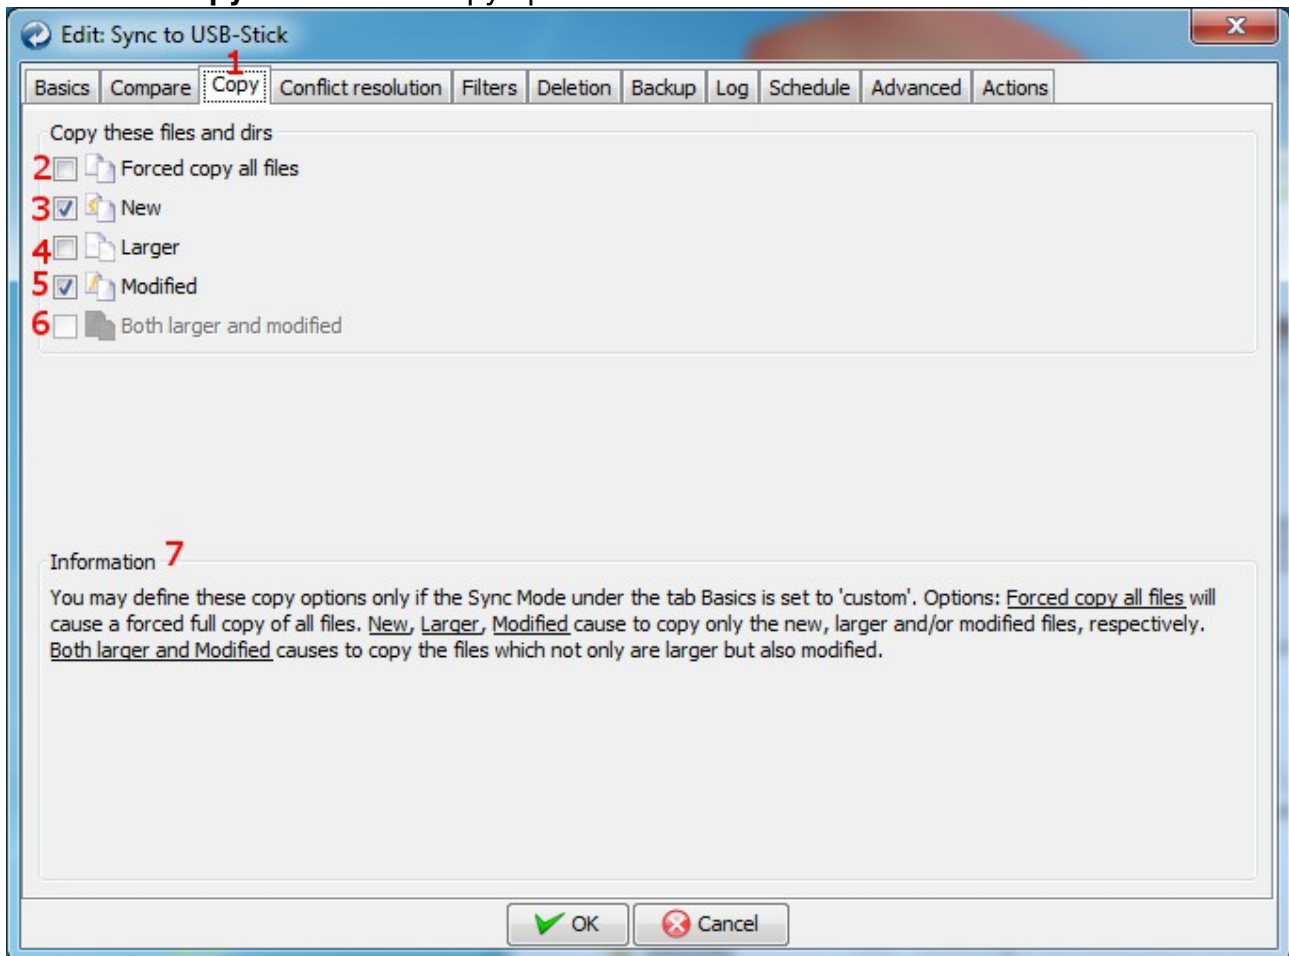 Edit: Sync to USB-Stick
1
Basics Compare Copy Conflict resolution Filters Deletion Backup Log Schedule Advanced Actions
Copy these files and dirs
2 Forced copy all files
3 New
4 Larger
5 Modified
6 Both larger and modified
Information 7
You may define these copy options only if the Sync Mode under the tab Basics is set to 'custom'. Options: Forced copy all files will
cause a forced full copy of all files. New, Larger, Modified cause to copy only the new, larger and/or modified files, respectively.
Both larger and Modified causes to copy the files which not only are larger but also modified.
OK Cancel